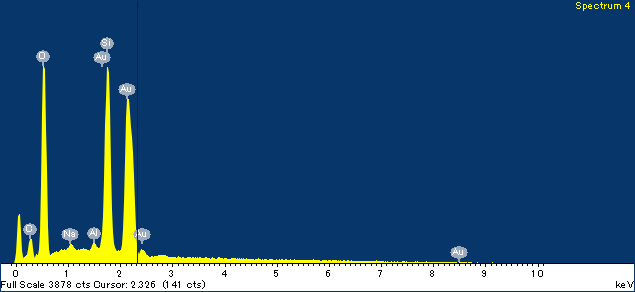 Spectrum 4
Si
O
Au
Au
O
Na
Al
Au
Au
0 1 2 3 4 5 6 7 8 9 10
Full Scale 3878 cts Cursor: 2.326 (141 cts) keV